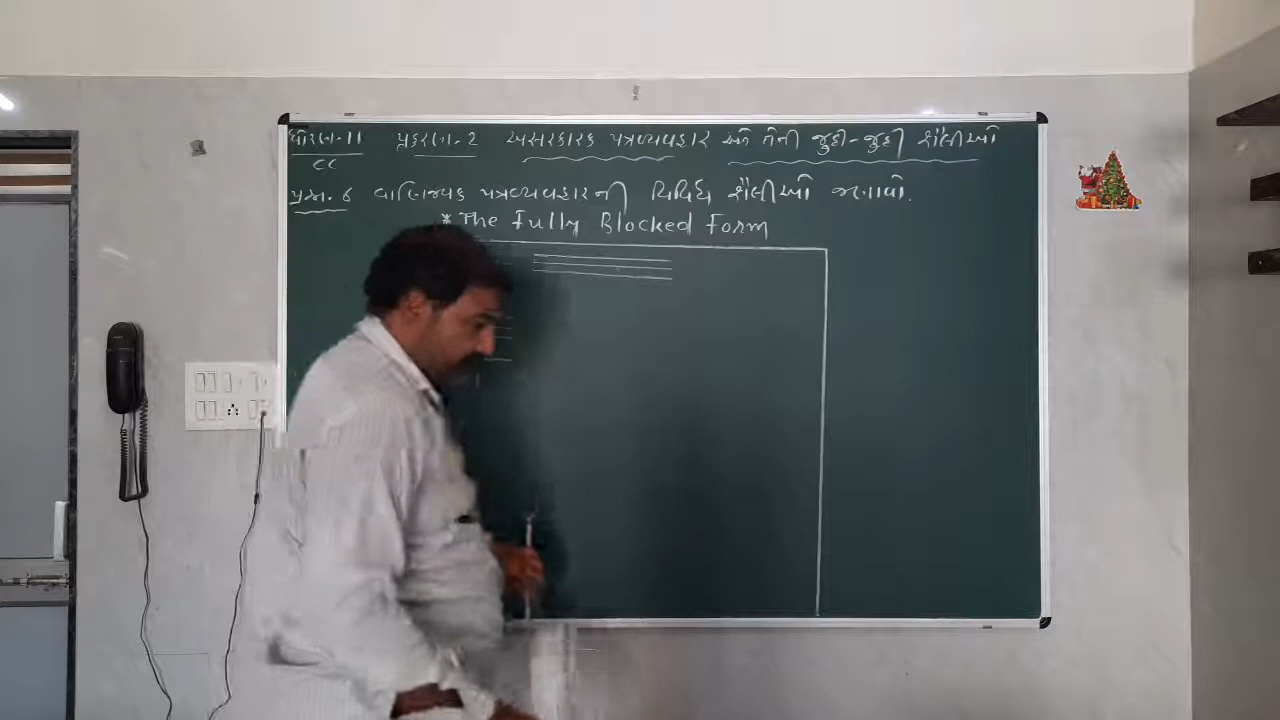 ધોરણ-11 પ્રકરણ-2 અસરકારક પત્રવ્યવહાર અને તેની જુદી-જુદી શૈલીઓ
CC
પ્રશ્ન. ૬ વાણિજ્યક પત્રવ્યવહારની વિવિધ શૈલીઓ જણાવો.
* The Fully Blocked Form